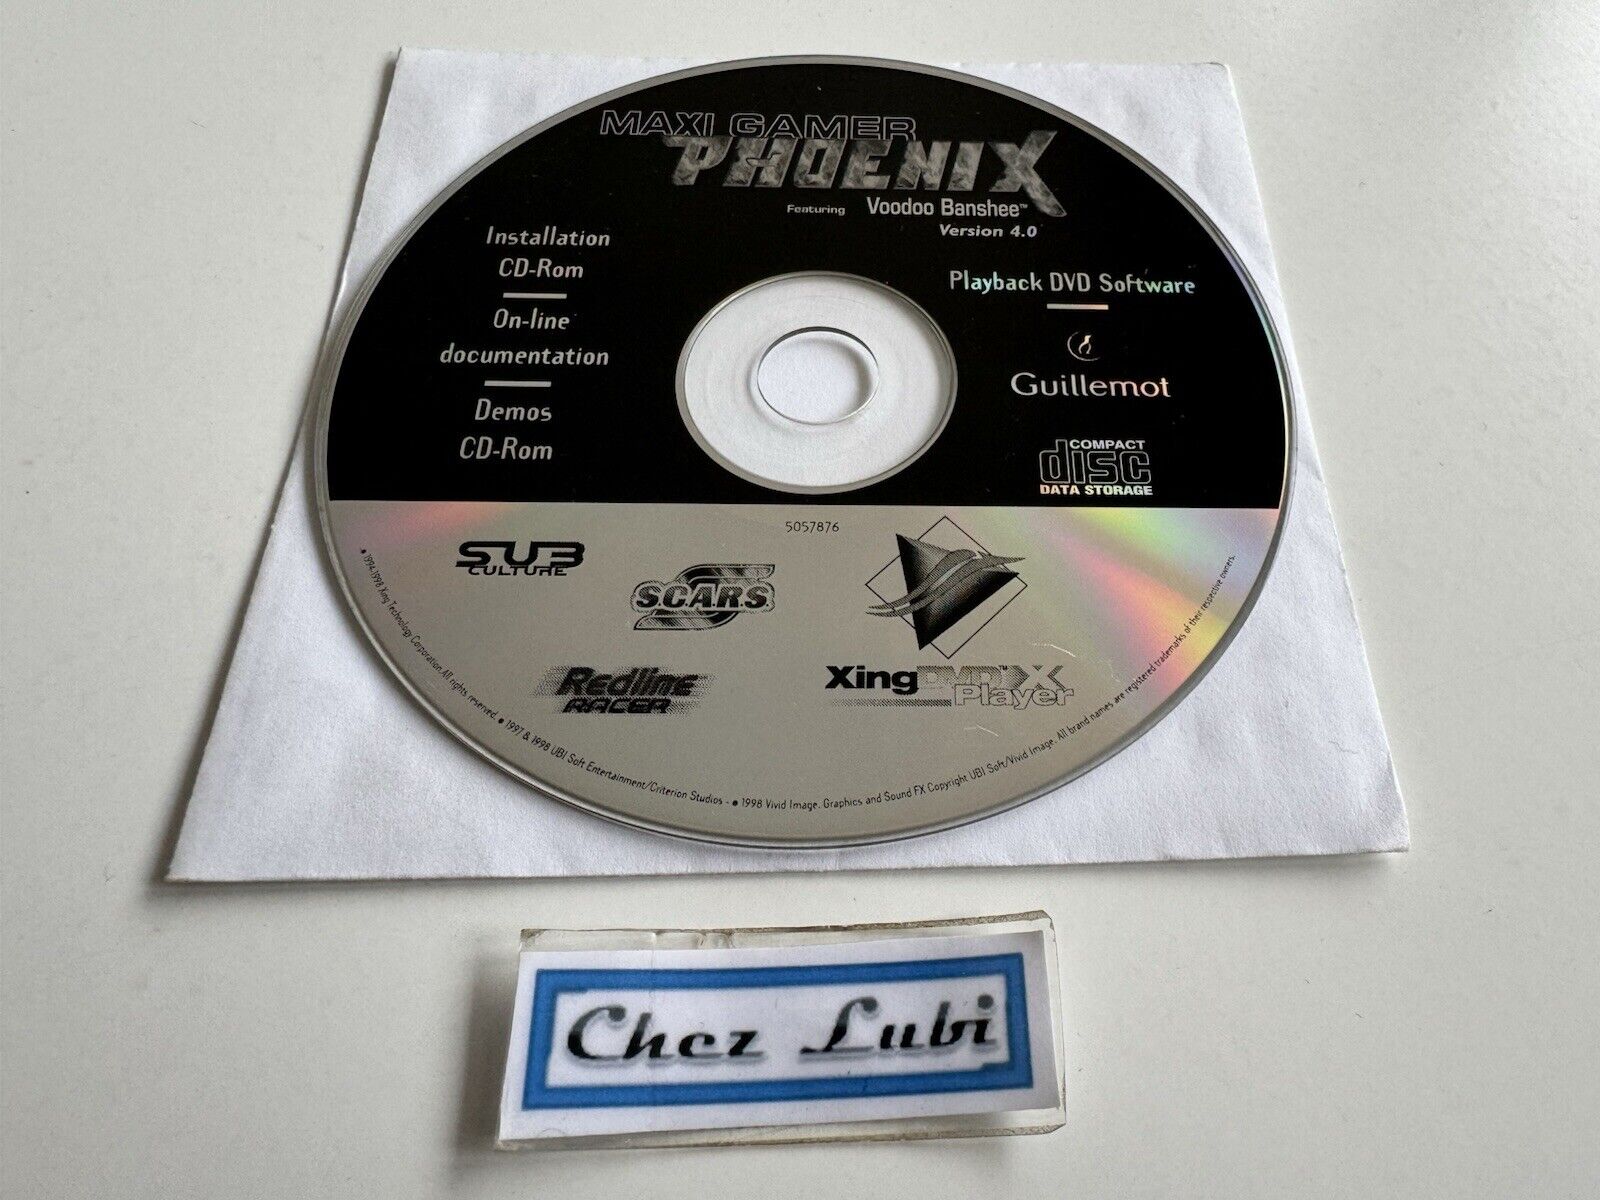 MAXI GAMER
PHOENIX
Featuring Voodoo Banshee™
Version 4.0
Installation
CD-Rom
On-line
documentation
Demos
CD-Rom
Playback DVD Software
Guillemot
COMPACT
disc
DATA STORAGE
5057876
SUB
CULTURE
S.C.A.R.S.
Redline
RACER
XingDVD™
Player
● 1994-1998 Xing Technology Corporation. All rights reserved. ● 1997 & 1998 UBI Soft Entertainment/Criterion Studios - ● 1998 Vivid Image. Graphics and Sound FX Copyright UBI Soft/Vivid Image. All brand names are registered trademarks of their respective owners.
Chez Lubi